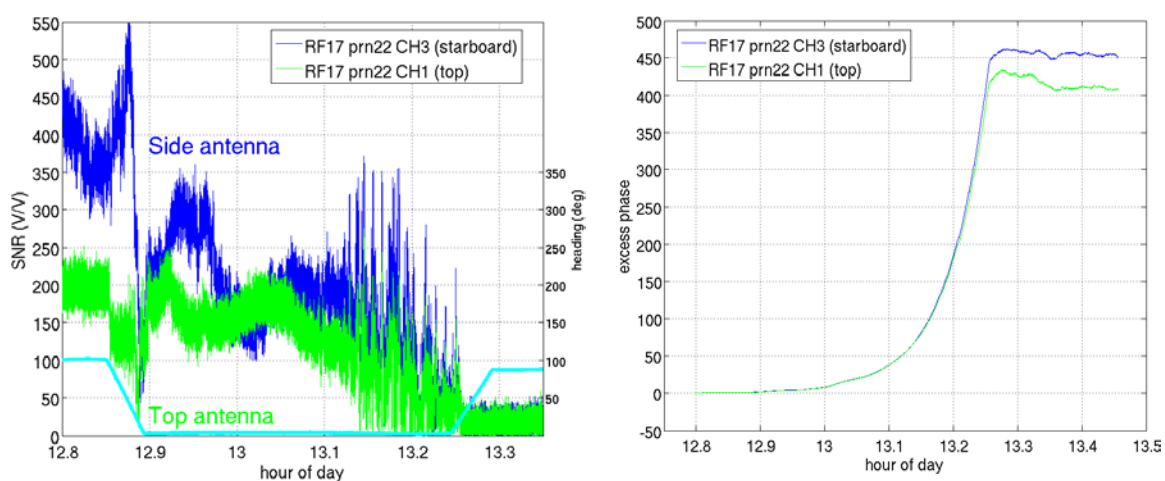 550
500
450
400
350
300
250
200
150
100
50
0
SNR (V/V)
RF17 prn22 CH3 (starboard)
RF17 prn22 CH1 (top)
Side antenna
Top antenna
350
300
250
200
150
100
50
heading (deg)
12.8 12.9 13 13.1 13.2 13.3
hour of day
500
450
400
350
300
250
200
150
100
50
0
-50
excess phase
RF17 prn22 CH3 (starboard)
RF17 prn22 CH1 (top)
12.8 12.9 13 13.1 13.2 13.3 13.4 13.5
hour of day